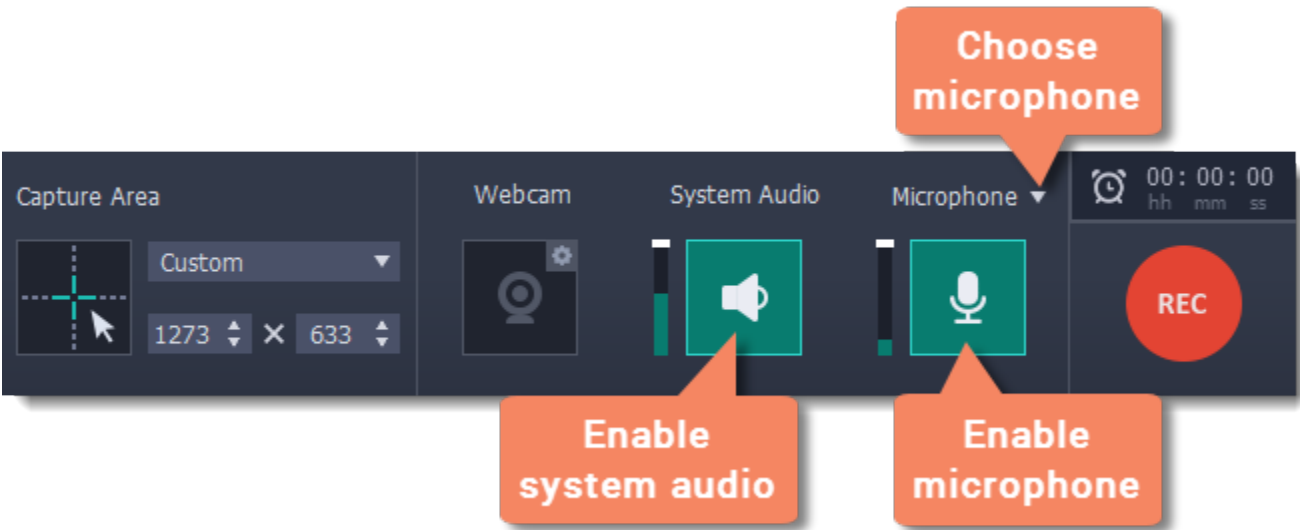 Choose
microphone
Capture Area
Webcam
System Audio
Microphone
00: 00: 00
hh mm ss
Custom
1273 × 633
REC
Enable
system audio
Enable
microphone